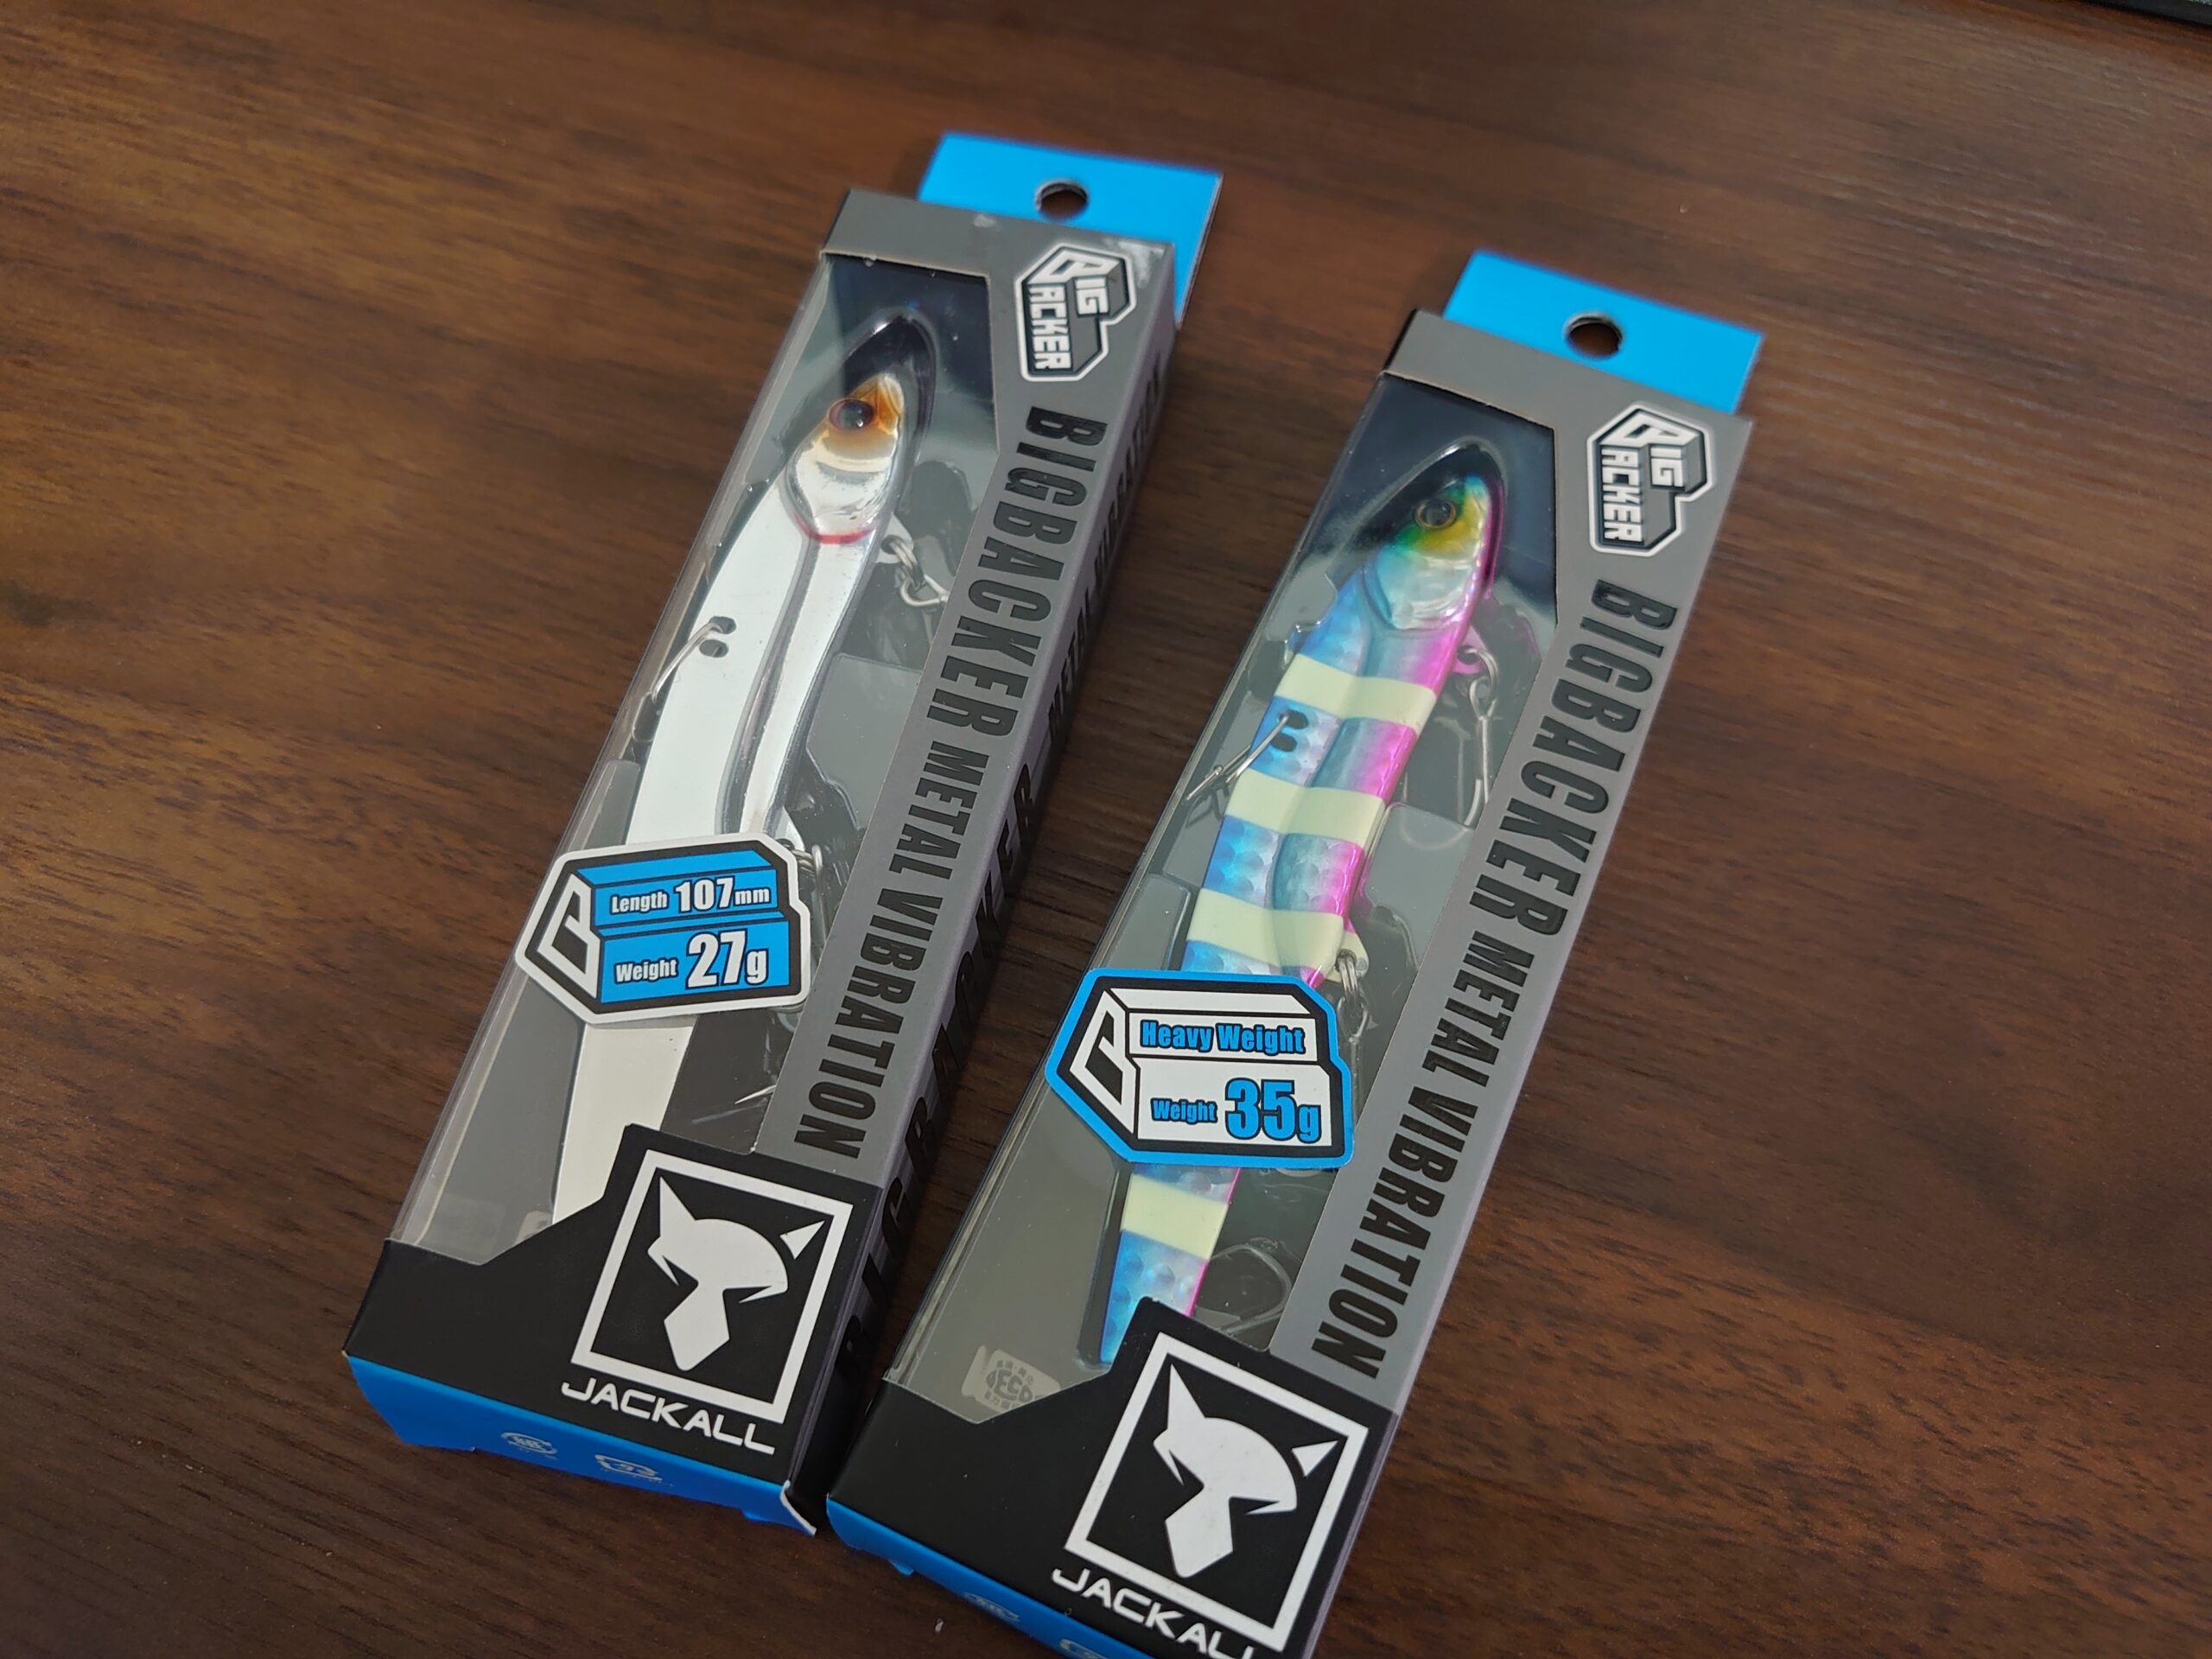 BIG
BACKER
BIGBACKER METAL VIBRATION
Length 107mm
Weight 27g
JACKALL
BIG
BACKER
BIGBACKER METAL VIBRATION
Heavy Weight
Weight 35g
JACKALL